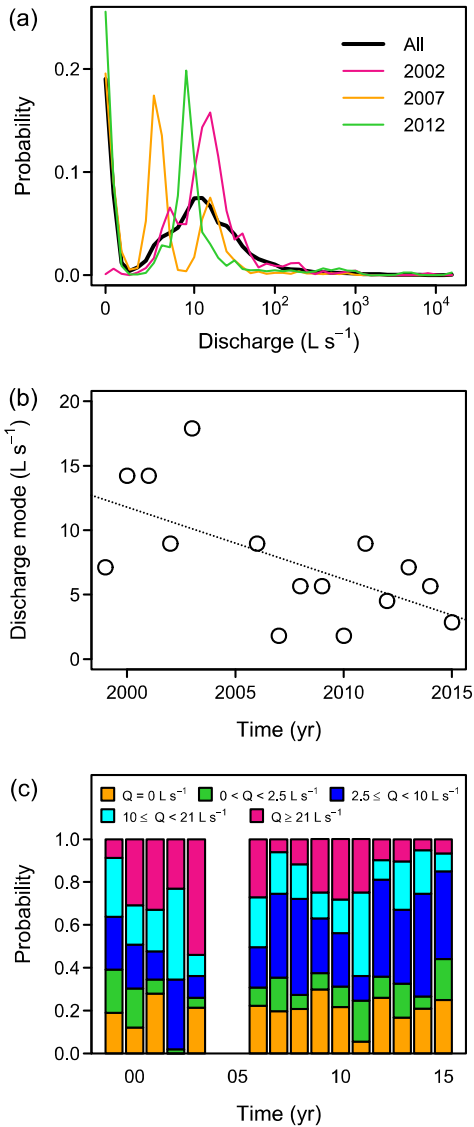 (a)
Probability
0.2
0.1
0.0
All
2002
2007
2012
0 10 10² 10³ 10⁴
Discharge (L s⁻¹)
(b)
Discharge mode (L s⁻¹)
20
15
10
5
0
2000 2005 2010 2015
Time (yr)
(c)
Q = 0 L s⁻¹ 0 < Q < 2.5 L s⁻¹ 2.5 ≤ Q < 10 L s⁻¹
10 ≤ Q < 21 L s⁻¹ Q ≥ 21 L s⁻¹
Probability
1.0
0.8
0.6
0.4
0.2
0.0
00 05 10 15
Time (yr)